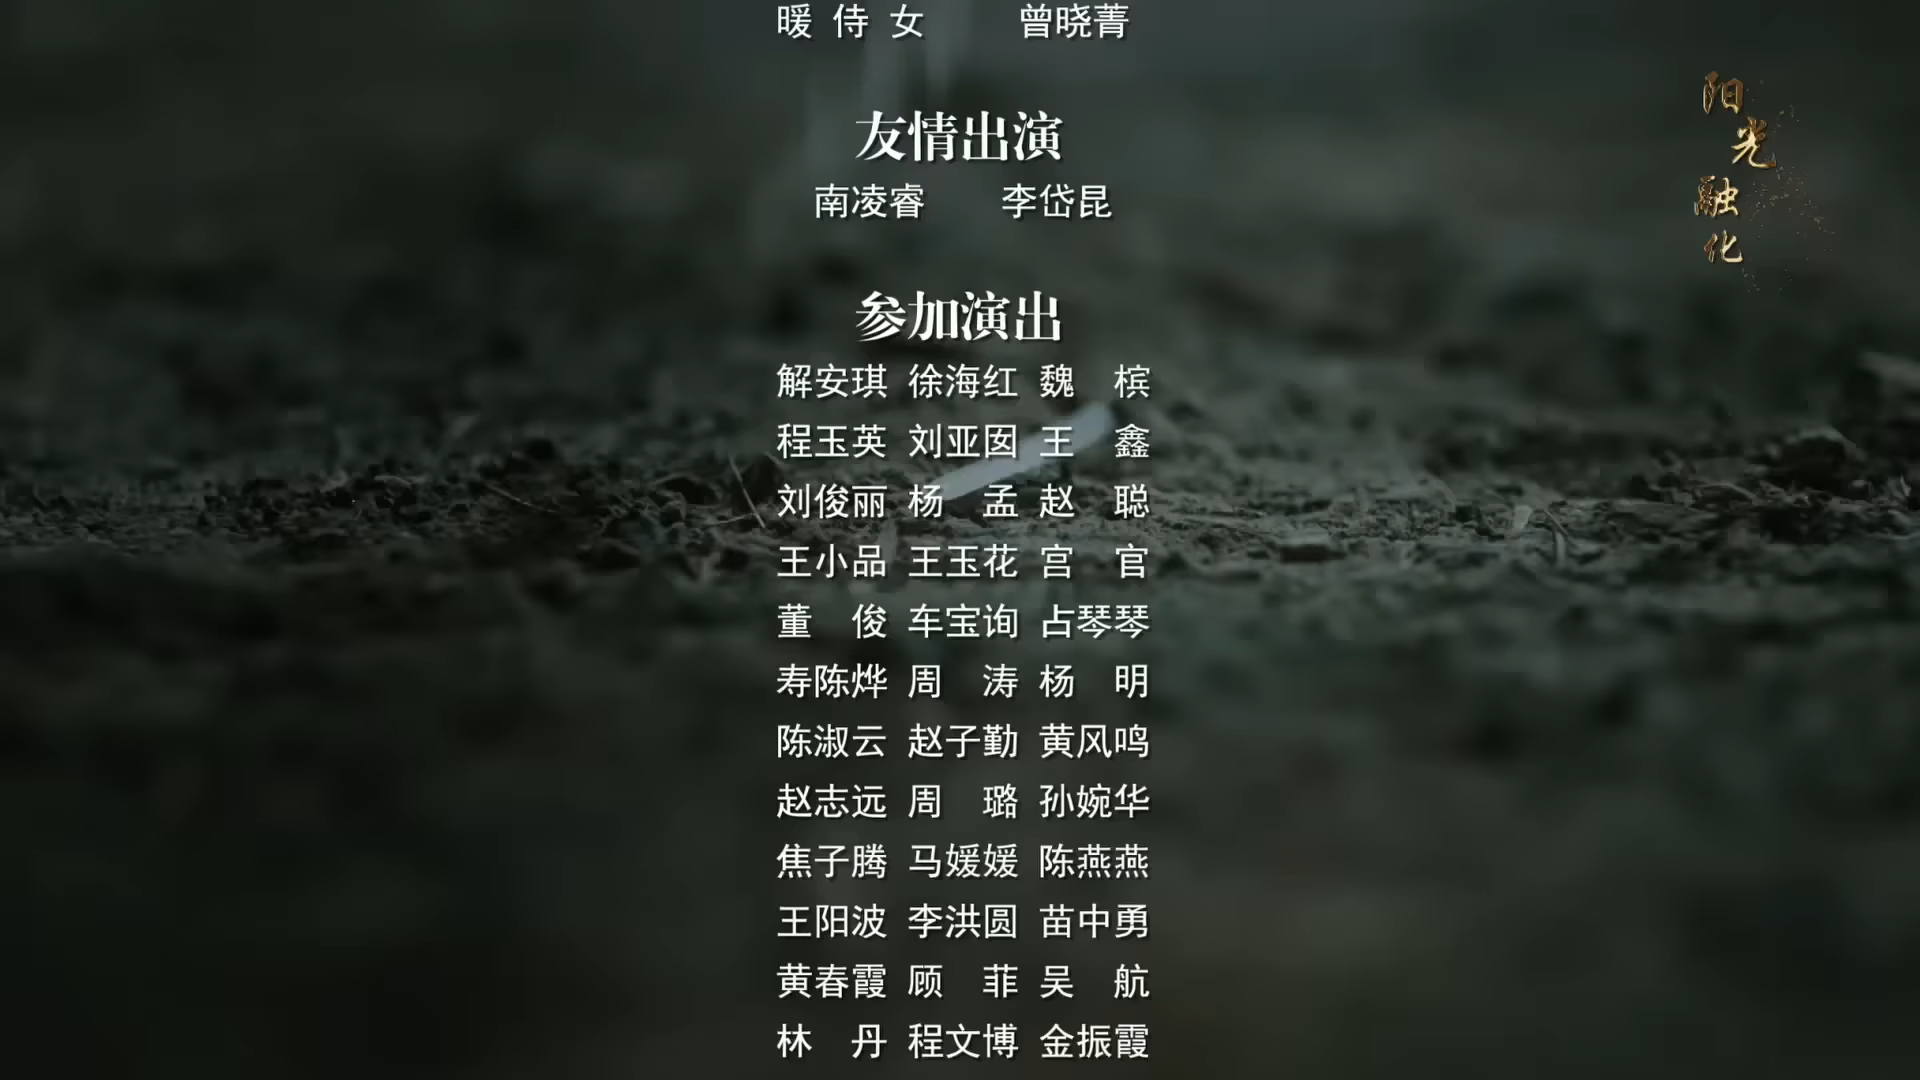 暖 侍 女 曾晓菁
友情出演
南凌睿 李岱昆
参加演出
解安琪 徐海红 魏 槟
程玉英 刘亚囡 王 鑫
刘俊丽 杨 孟 赵 聪
王小品 王玉花 宫 官
董 俊 车宝询 占琴琴
寿陈烨 周 涛 杨 明
陈淑云 赵子勤 黄风鸣
赵志远 周 璐 孙婉华
焦子腾 马媛媛 陈燕燕
王阳波 李洪圆 苗中勇
黄春霞 顾 菲 吴 航
林 丹 程文博 金振霞
阳光融化